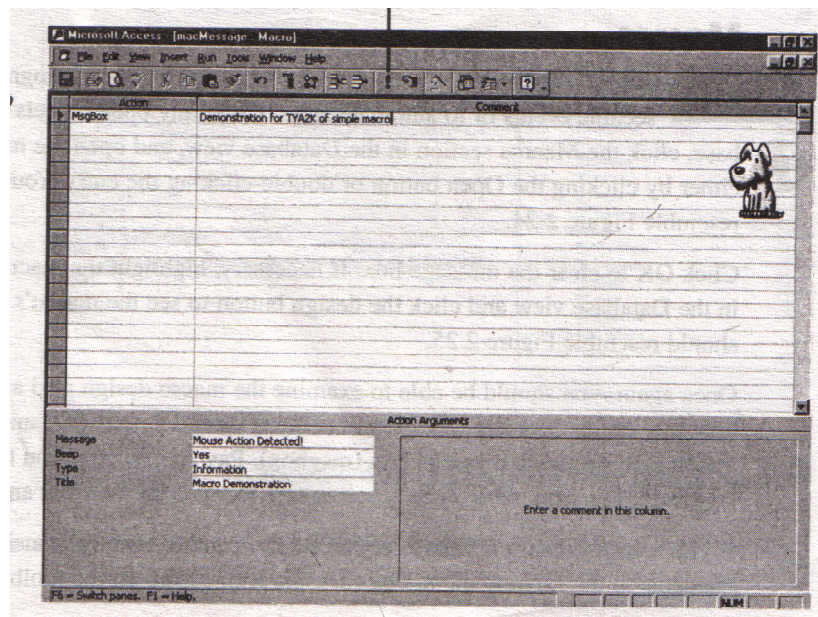 Microsoft Access - [macMessage : Macro]
File Edit View Insert Run Tools Window Help
Action Comment
MsgBox Demonstration for TYA2K of simple macro
Action Arguments
Message Mouse Action Detected!
Beep Yes
Type Information
Title Macro Demonstration
Enter a comment in this column.
F6 = Switch panes. F1 = Help.
NUM